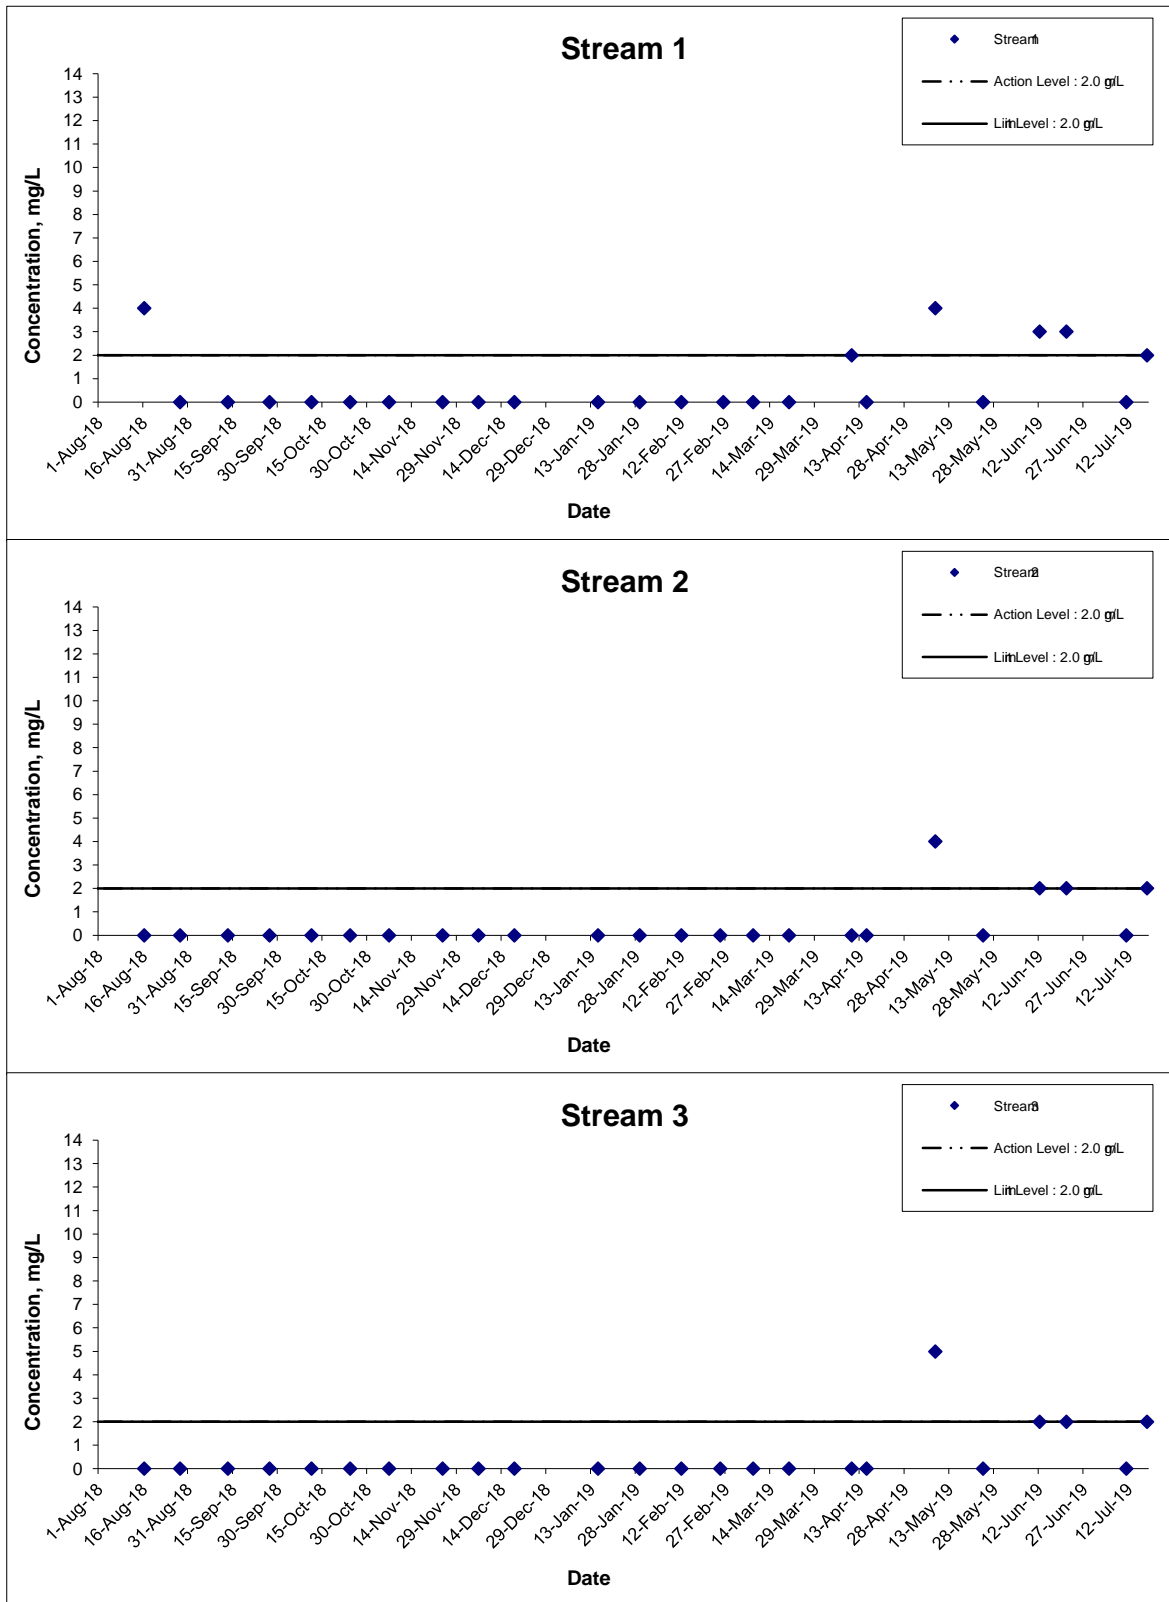 Stream 1
Stream1
Action Level : 2.0 mg/L
Limit Level : 2.0 mg/L
Concentration, mg/L
14
13
12
11
10
9
8
7
6
5
4
3
2
1
0
1-Aug-18
16-Aug-18
31-Aug-18
15-Sep-18
30-Sep-18
15-Oct-18
30-Oct-18
14-Nov-18
29-Nov-18
14-Dec-18
29-Dec-18
13-Jan-19
28-Jan-19
12-Feb-19
27-Feb-19
14-Mar-19
29-Mar-19
13-Apr-19
28-Apr-19
13-May-19
28-May-19
12-Jun-19
27-Jun-19
12-Jul-19
Date
Stream 2
Stream2
Action Level : 2.0 mg/L
Limit Level : 2.0 mg/L
Concentration, mg/L
14
13
12
11
10
9
8
7
6
5
4
3
2
1
0
1-Aug-18
16-Aug-18
31-Aug-18
15-Sep-18
30-Sep-18
15-Oct-18
30-Oct-18
14-Nov-18
29-Nov-18
14-Dec-18
29-Dec-18
13-Jan-19
28-Jan-19
12-Feb-19
27-Feb-19
14-Mar-19
29-Mar-19
13-Apr-19
28-Apr-19
13-May-19
28-May-19
12-Jun-19
27-Jun-19
12-Jul-19
Date
Stream 3
Stream3
Action Level : 2.0 mg/L
Limit Level : 2.0 mg/L
Concentration, mg/L
14
13
12
11
10
9
8
7
6
5
4
3
2
1
0
1-Aug-18
16-Aug-18
31-Aug-18
15-Sep-18
30-Sep-18
15-Oct-18
30-Oct-18
14-Nov-18
29-Nov-18
14-Dec-18
29-Dec-18
13-Jan-19
28-Jan-19
12-Feb-19
27-Feb-19
14-Mar-19
29-Mar-19
13-Apr-19
28-Apr-19
13-May-19
28-May-19
12-Jun-19
27-Jun-19
12-Jul-19
Date